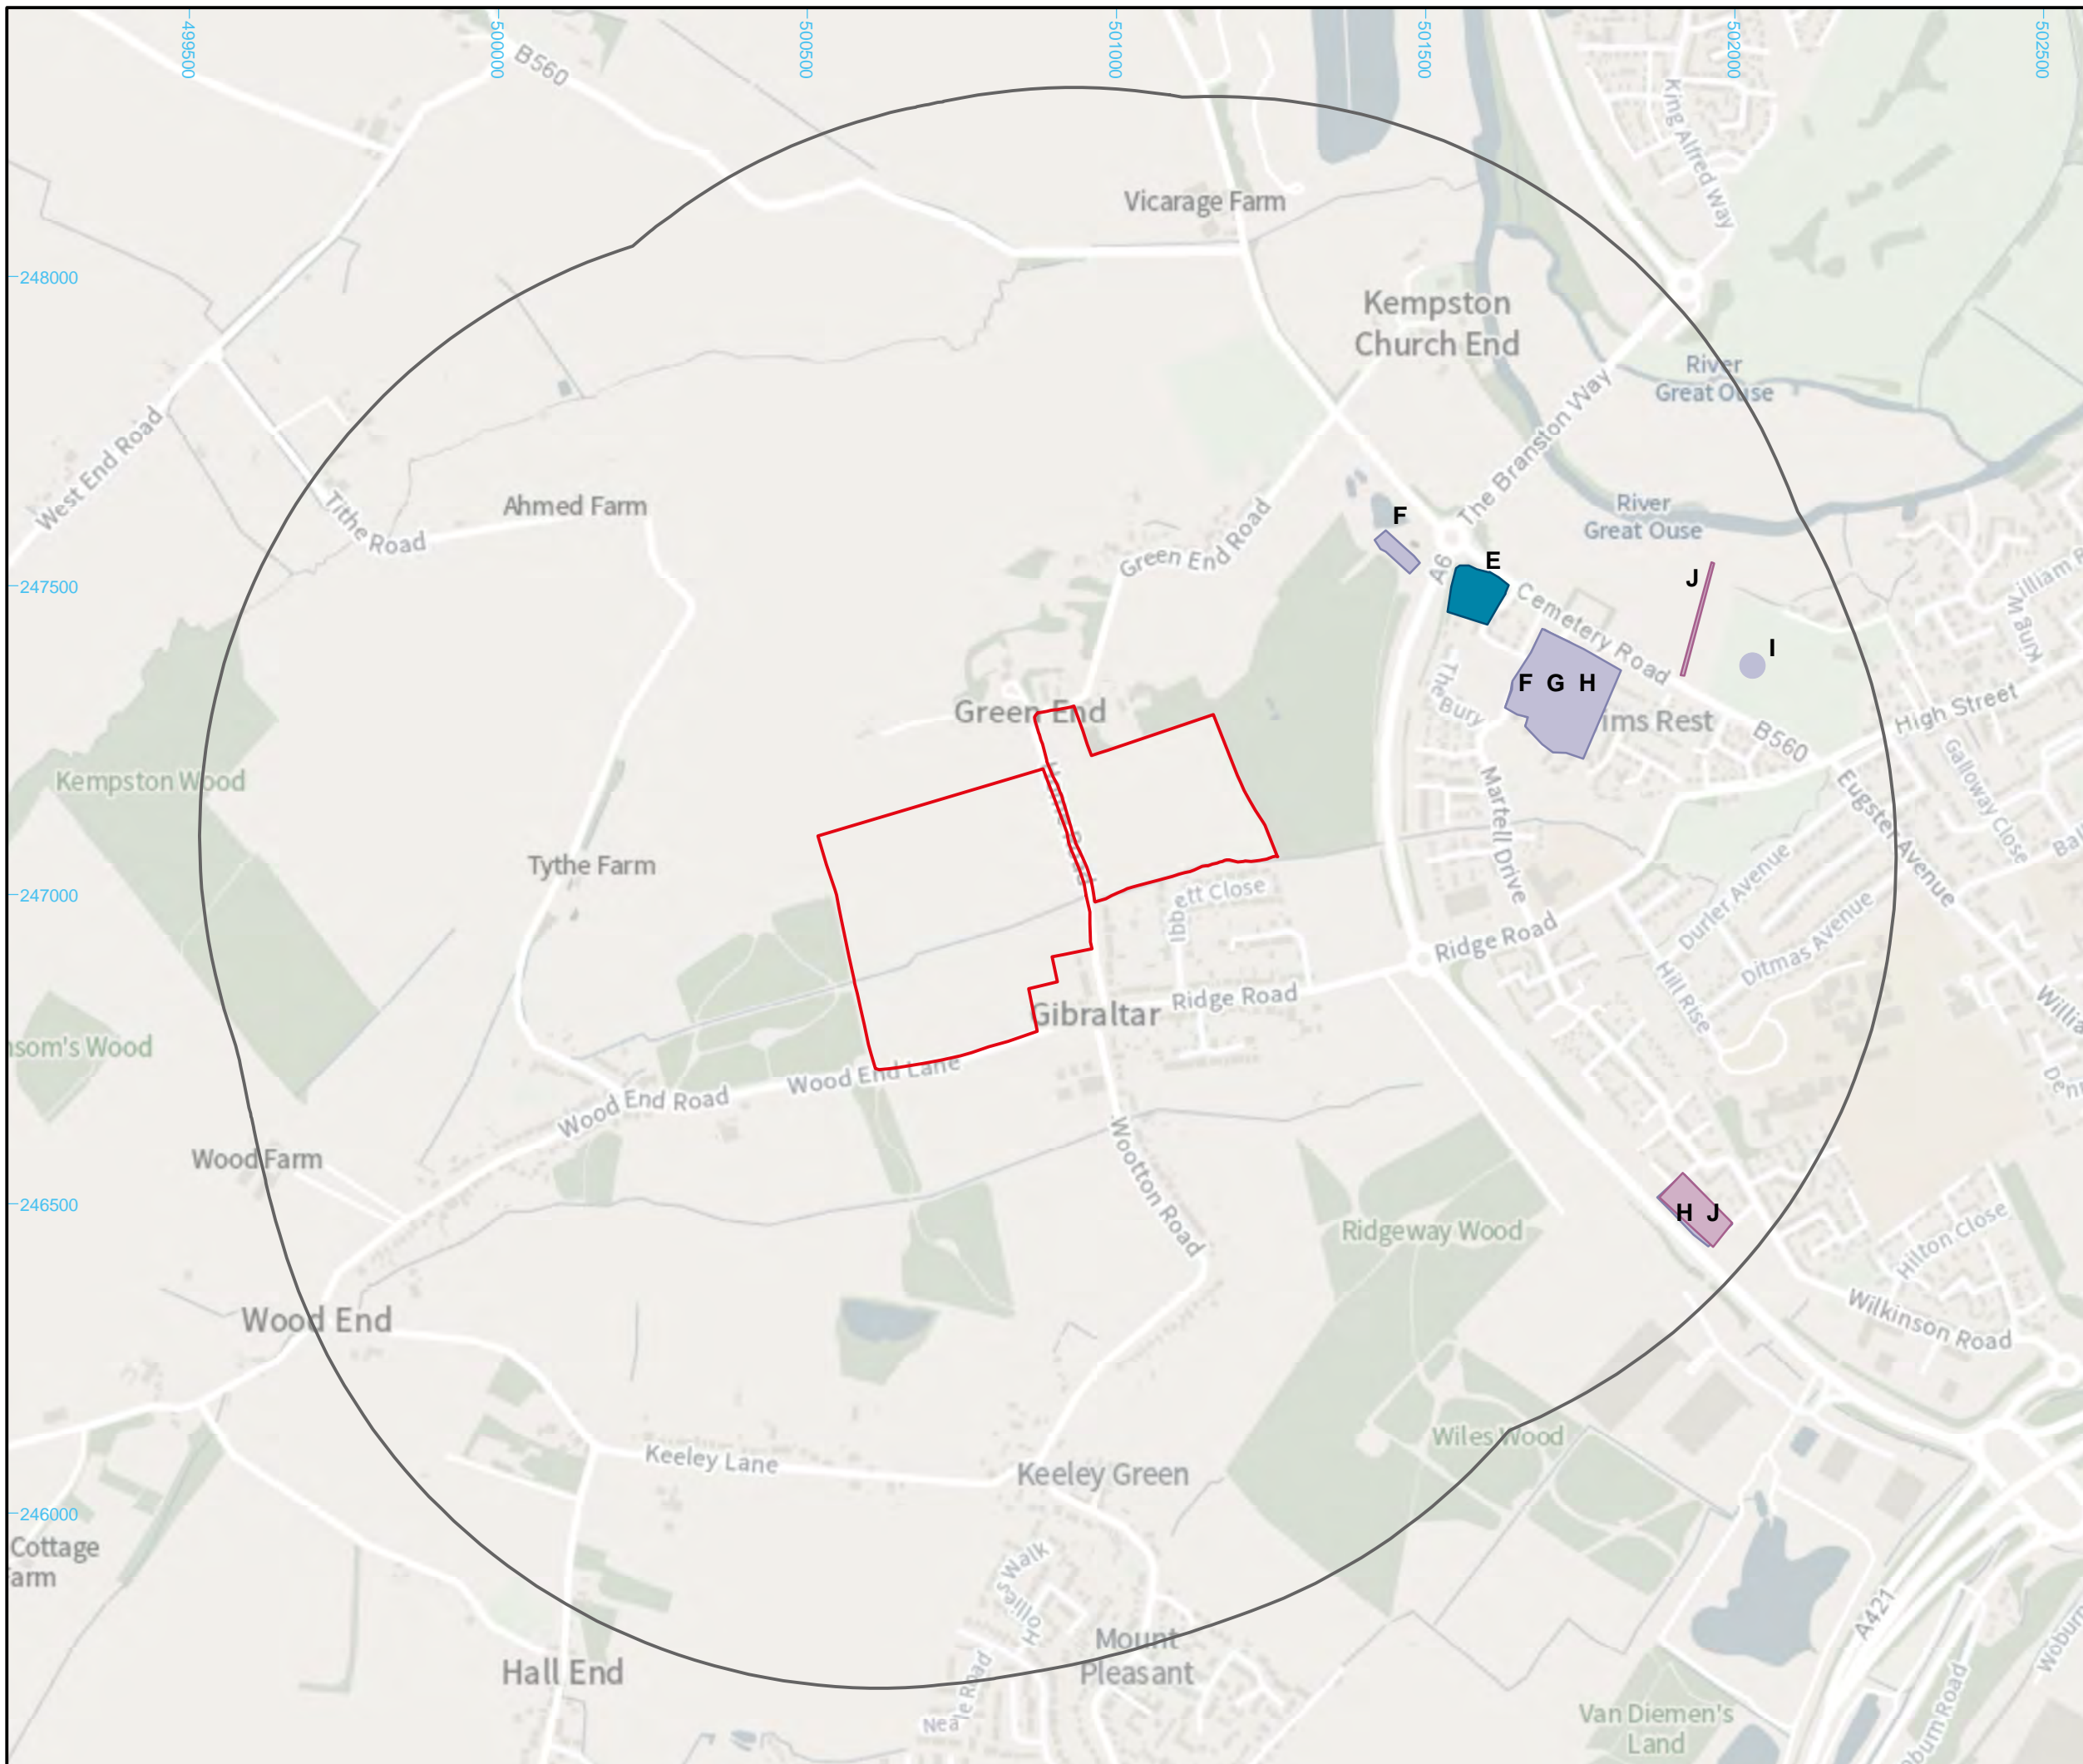 499500
500000
500500
501000
501500
502000
502500
B560
King Alfred Way
Vicarage Farm
248000
Kempston
Church End
River
Great Ouse
The Branston Way
West End Road
Tithe Road
Ahmed Farm
Green End Road
River
Great Ouse
F
E
A6
J
247500
Cemetery Road
I
F G H
The Bury
High Street
Green End
B560
Kempston Wood
Martell Drive
Eugster Avenue
Galloway Close
Tythe Farm
247000
Ibbett Close
Durler Avenue
Ditmas Avenue
Ridge Road
Hill Rise
Ridge Road
Gibraltar
nsom's Wood
Wood End Lane
Wood End Road
Wootton Road
Wood Farm
246500
H J
Ridgeway Wood
Hilton Close
Wood End
Wilkinson Road
Wiles Wood
Keeley Lane
Keeley Green
246000
Cottage
arm
s Walk
A421
Mount
Pleasant
Hall End
Neale Road
Van Diemen's
Land